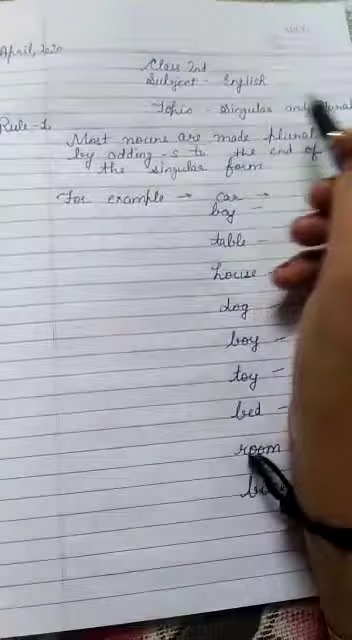 April, 2020
Class 2nd
Subject - English
Topic - Singular and Plural
Rule-1
Most nouns are made plural
by adding -s to the end of
the singular form
For example → car →
boy -
table -
house -
dog -
boy -
toy -
bed -
room